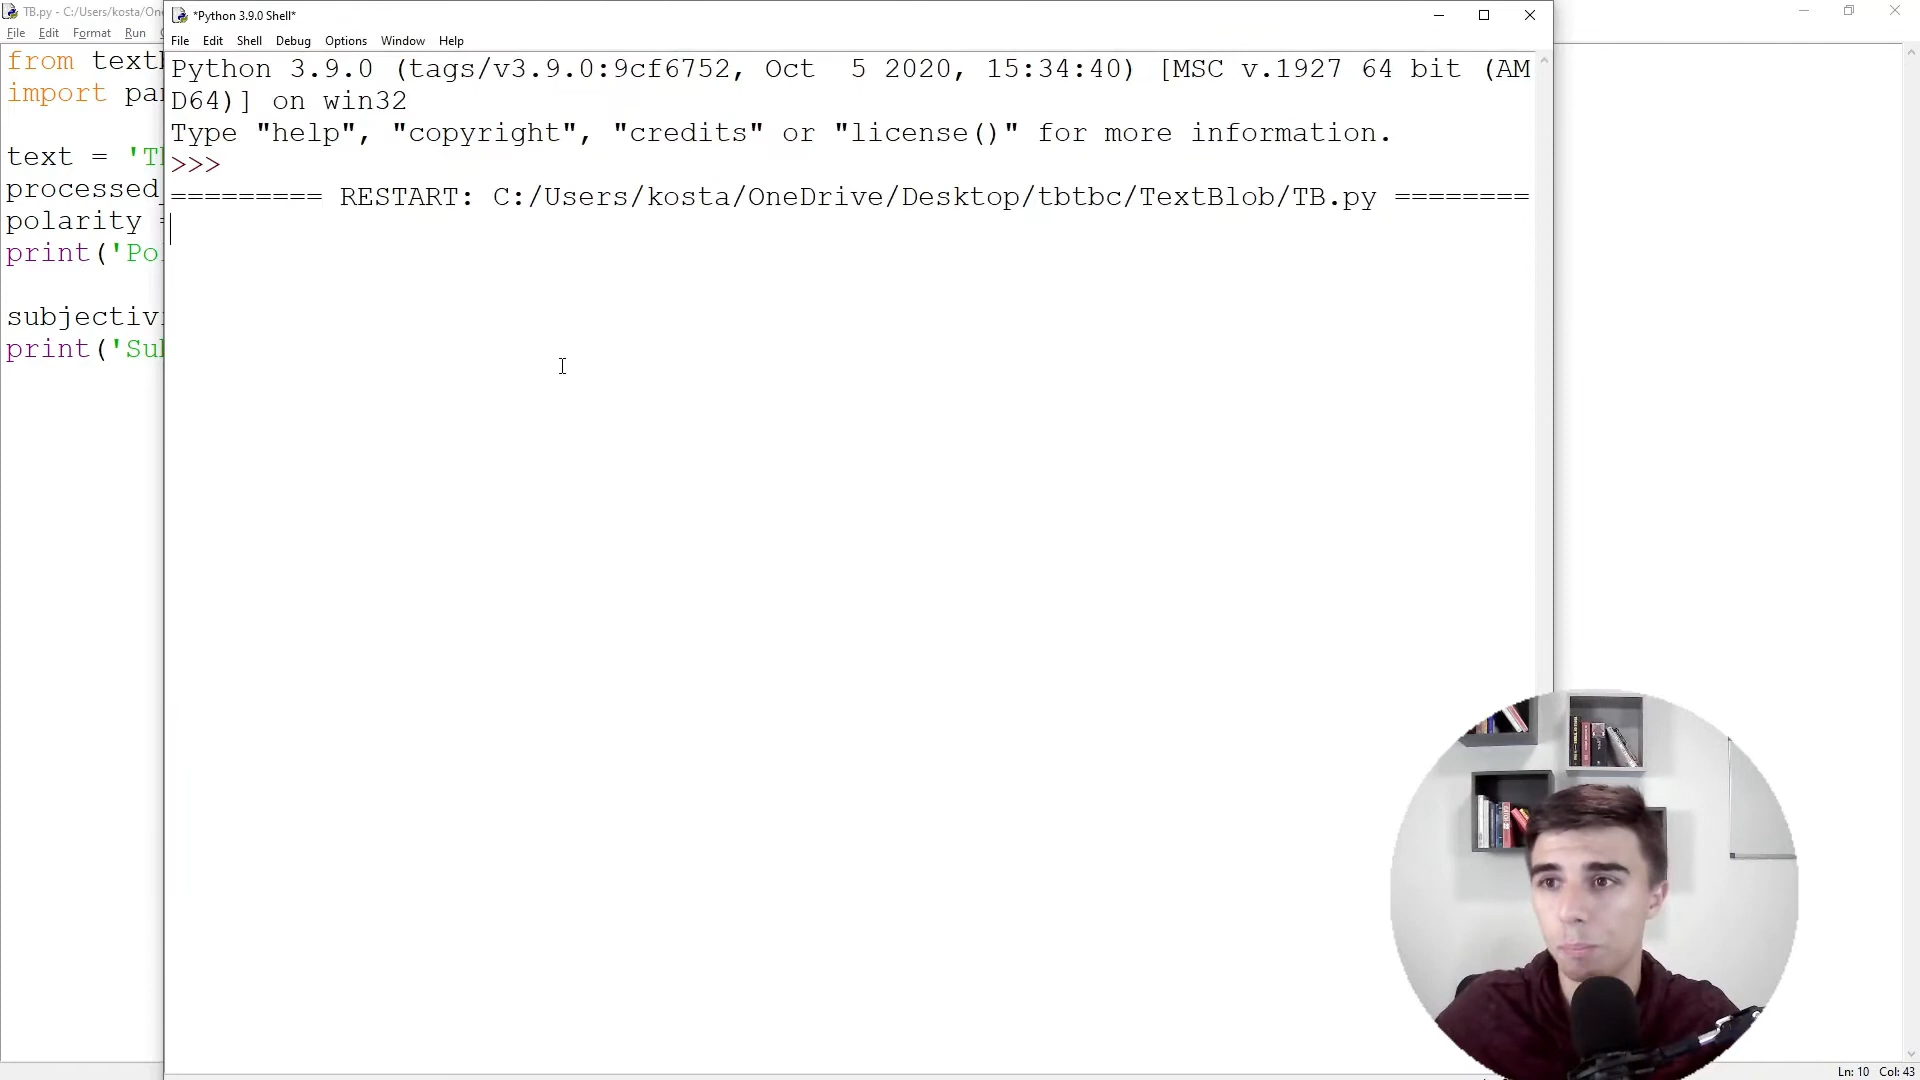 TB.py - C:/Users/kosta/On
File Edit Format Run
from text
import pa
text = 'T
processed
polarity =
print('Po
subjectiv
print('Su
*Python 3.9.0 Shell*
File Edit Shell Debug Options Window Help
Python 3.9.0 (tags/v3.9.0:9cf6752, Oct  5 2020, 15:34:40) [MSC v.1927 64 bit (AM
D64)] on win32
Type "help", "copyright", "credits" or "license()" for more information.
>>>
========= RESTART: C:/Users/kosta/OneDrive/Desktop/tbtbc/TextBlob/TB.py ========
Ln: 10 Col: 43